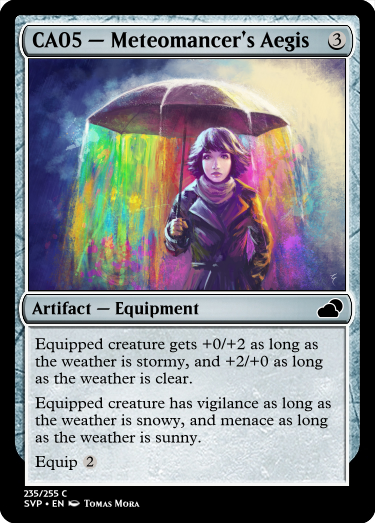 CA05 — Meteomancer's Aegis 3
Artifact — Equipment
Equipped creature gets +0/+2 as long as
the weather is stormy, and +2/+0 as long
as the weather is clear.
Equipped creature has vigilance as long as
the weather is snowy, and menace as long
as the weather is sunny.
Equip 2
235/255 C
SVP • EN Tomas Mora